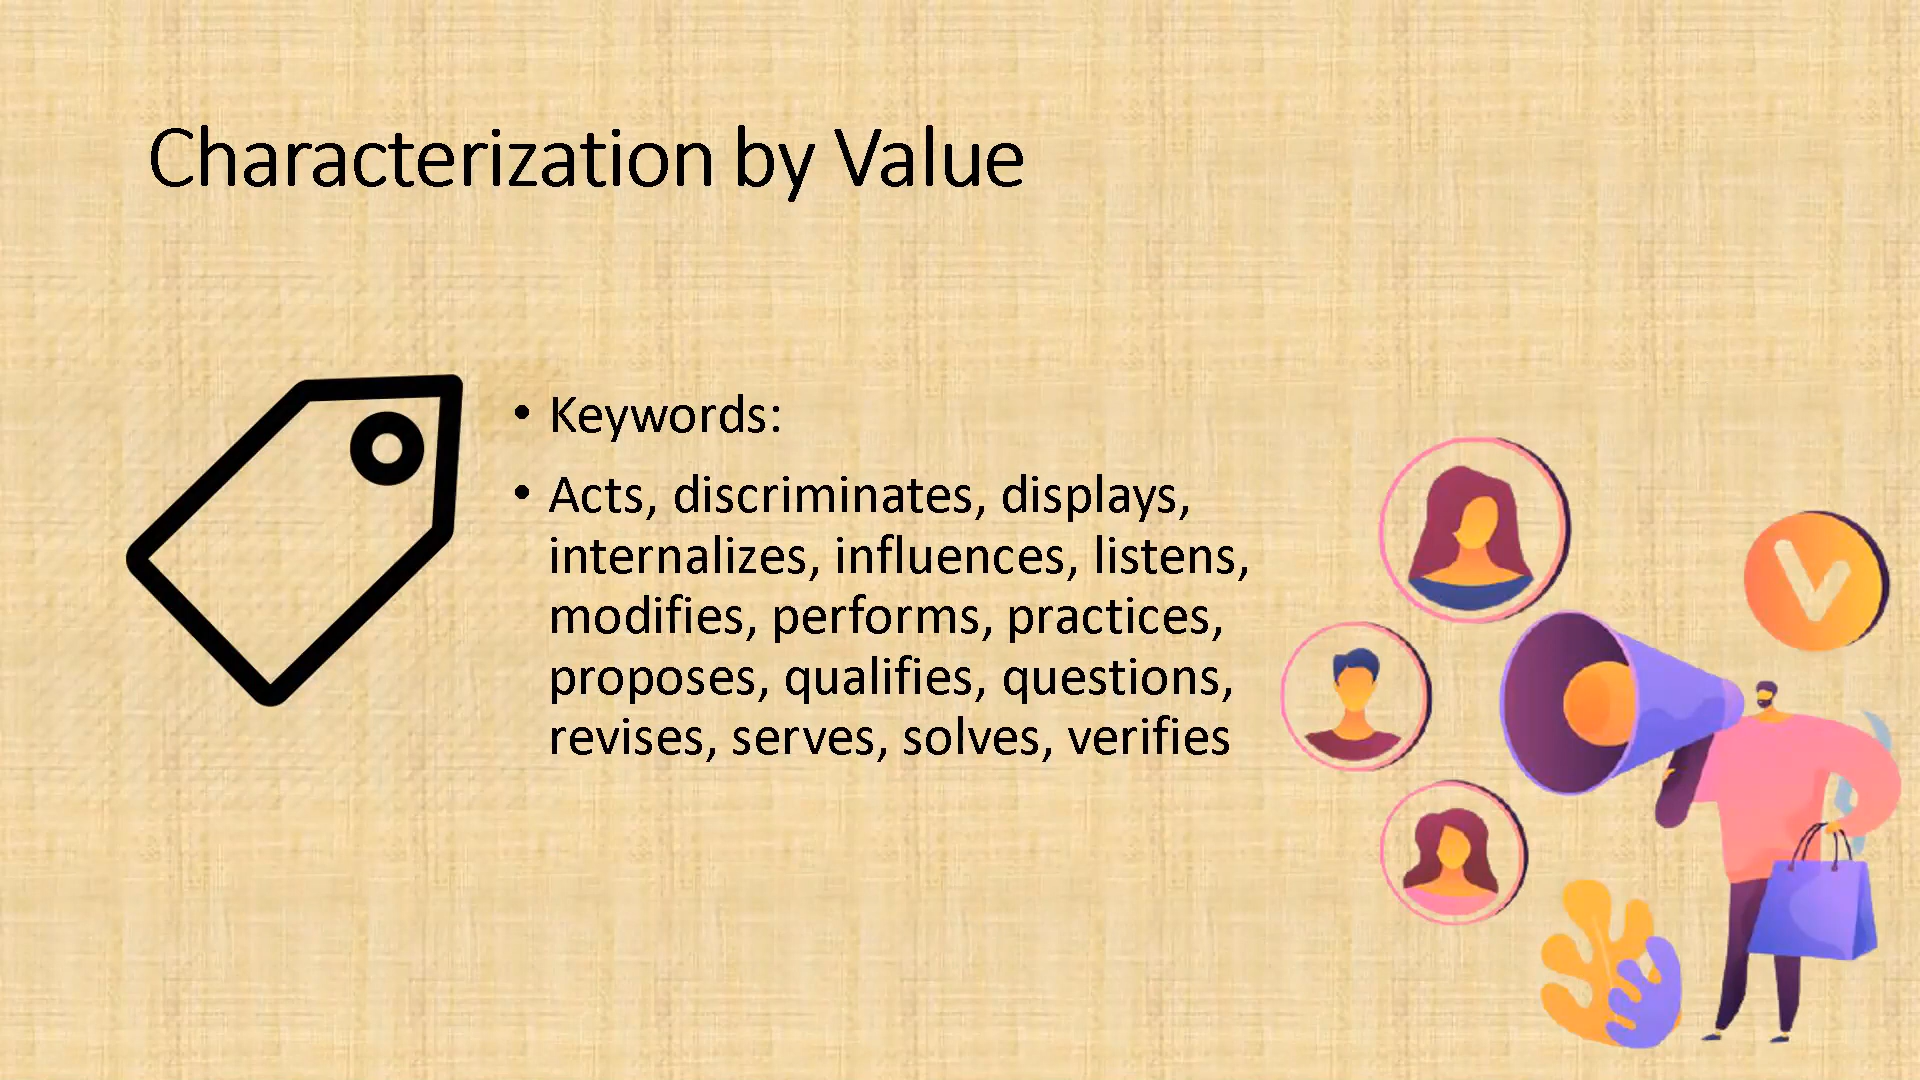 Characterization by Value
• Keywords:
• Acts, discriminates, displays,
internalizes, influences, listens,
modifies, performs, practices,
proposes, qualifies, questions,
revises, serves, solves, verifies
V